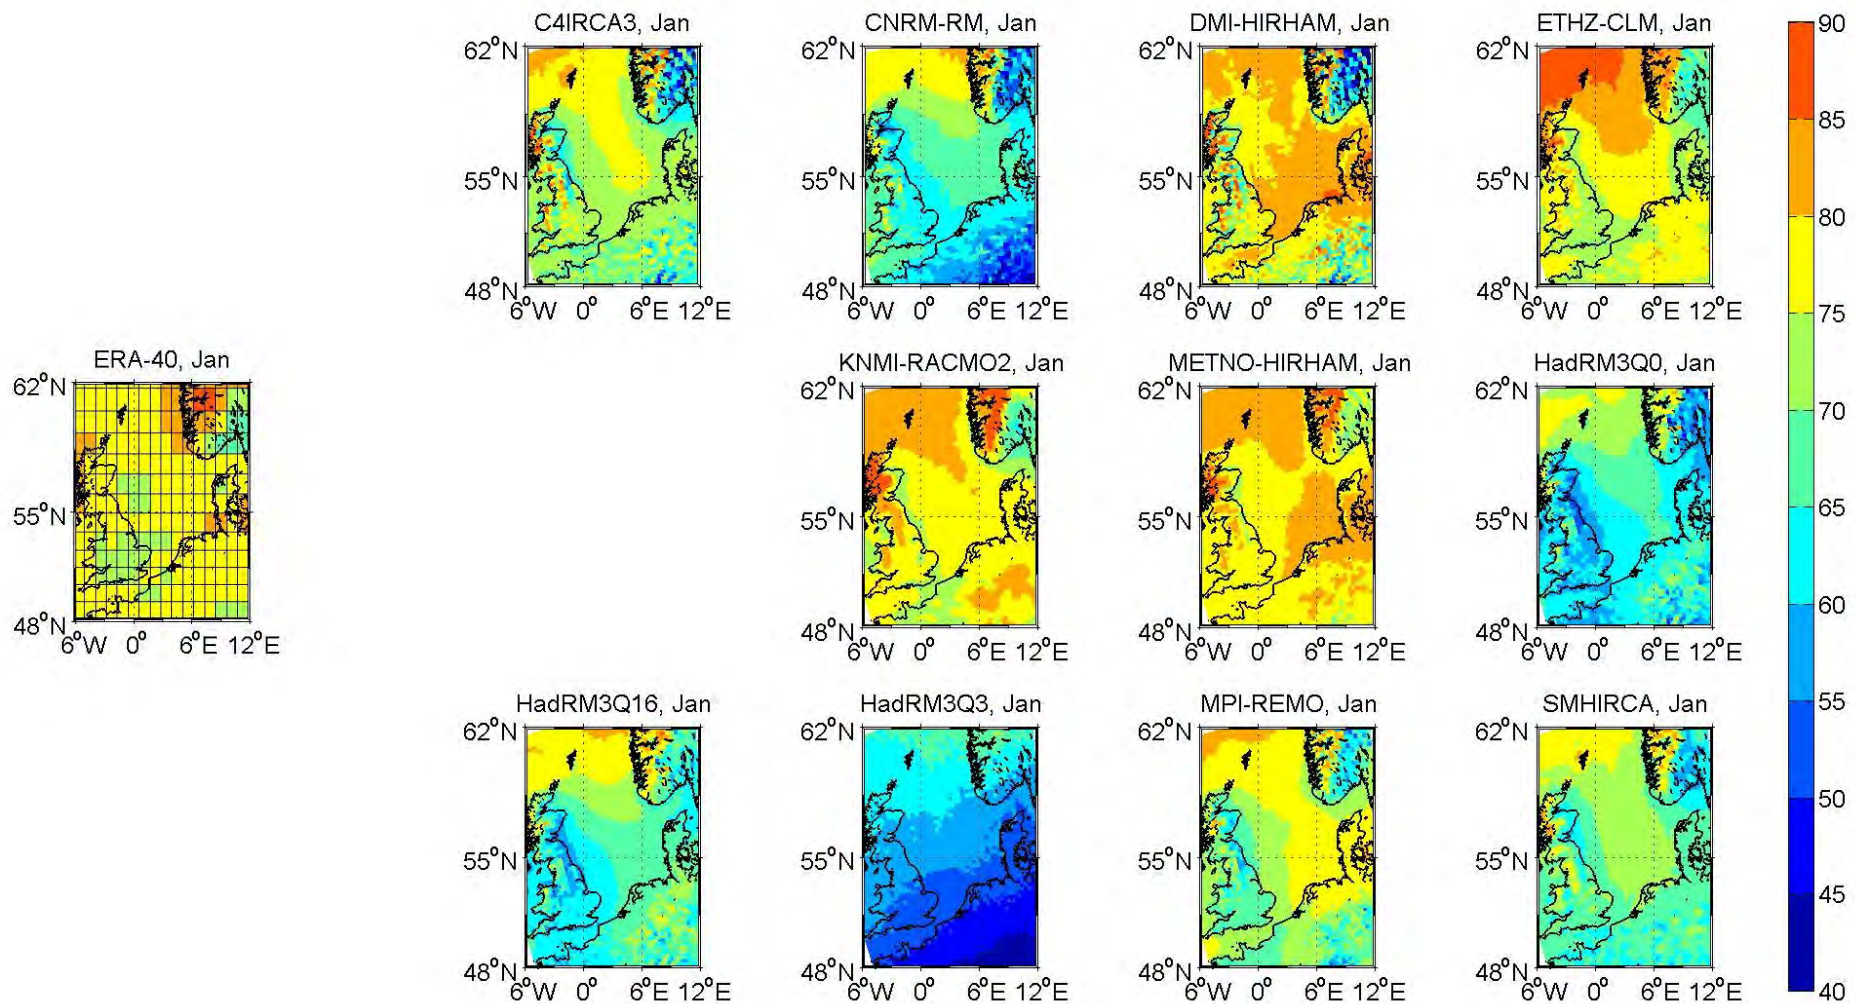 C4IRCA3, Jan
CNRM-RM, Jan
DMI-HIRHAM, Jan
ETHZ-CLM, Jan
62°N
55°N
48°N
6°W 0° 6°E 12°E
62°N
55°N
48°N
6°W 0° 6°E 12°E
62°N
55°N
48°N
6°W 0° 6°E 12°E
62°N
55°N
48°N
6°W 0° 6°E 12°E
ERA-40, Jan
62°N
55°N
48°N
6°W 0° 6°E 12°E
KNMI-RACMO2, Jan
METNO-HIRHAM, Jan
HadRM3Q0, Jan
62°N
55°N
48°N
6°W 0° 6°E 12°E
62°N
55°N
48°N
6°W 0° 6°E 12°E
62°N
55°N
48°N
6°W 0° 6°E 12°E
HadRM3Q16, Jan
HadRM3Q3, Jan
MPI-REMO, Jan
SMHIRCA, Jan
62°N
55°N
48°N
6°W 0° 6°E 12°E
62°N
55°N
48°N
6°W 0° 6°E 12°E
62°N
55°N
48°N
6°W 0° 6°E 12°E
62°N
55°N
48°N
6°W 0° 6°E 12°E
90
85
80
75
70
65
60
55
50
45
40